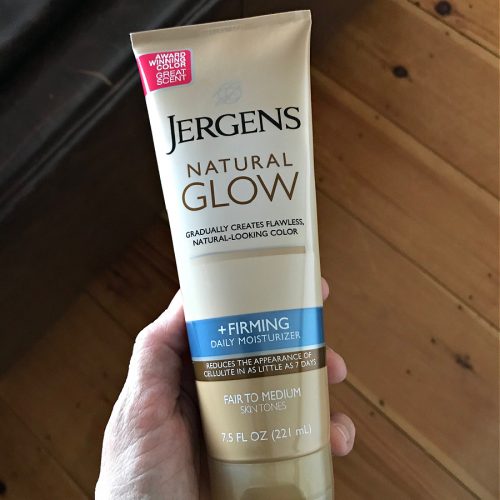 AWARD
WINNING
COLOR
GREAT
SCENT
JERGENS
NATURAL
GLOW
GRADUALLY CREATES FLAWLESS,
NATURAL-LOOKING COLOR
+FIRMING
DAILY MOISTURIZER
REDUCES THE APPEARANCE OF
CELLULITE IN AS LITTLE AS 7 DAYS
FAIR TO MEDIUM
SKIN TONES
7.5 FL OZ (221 mL)